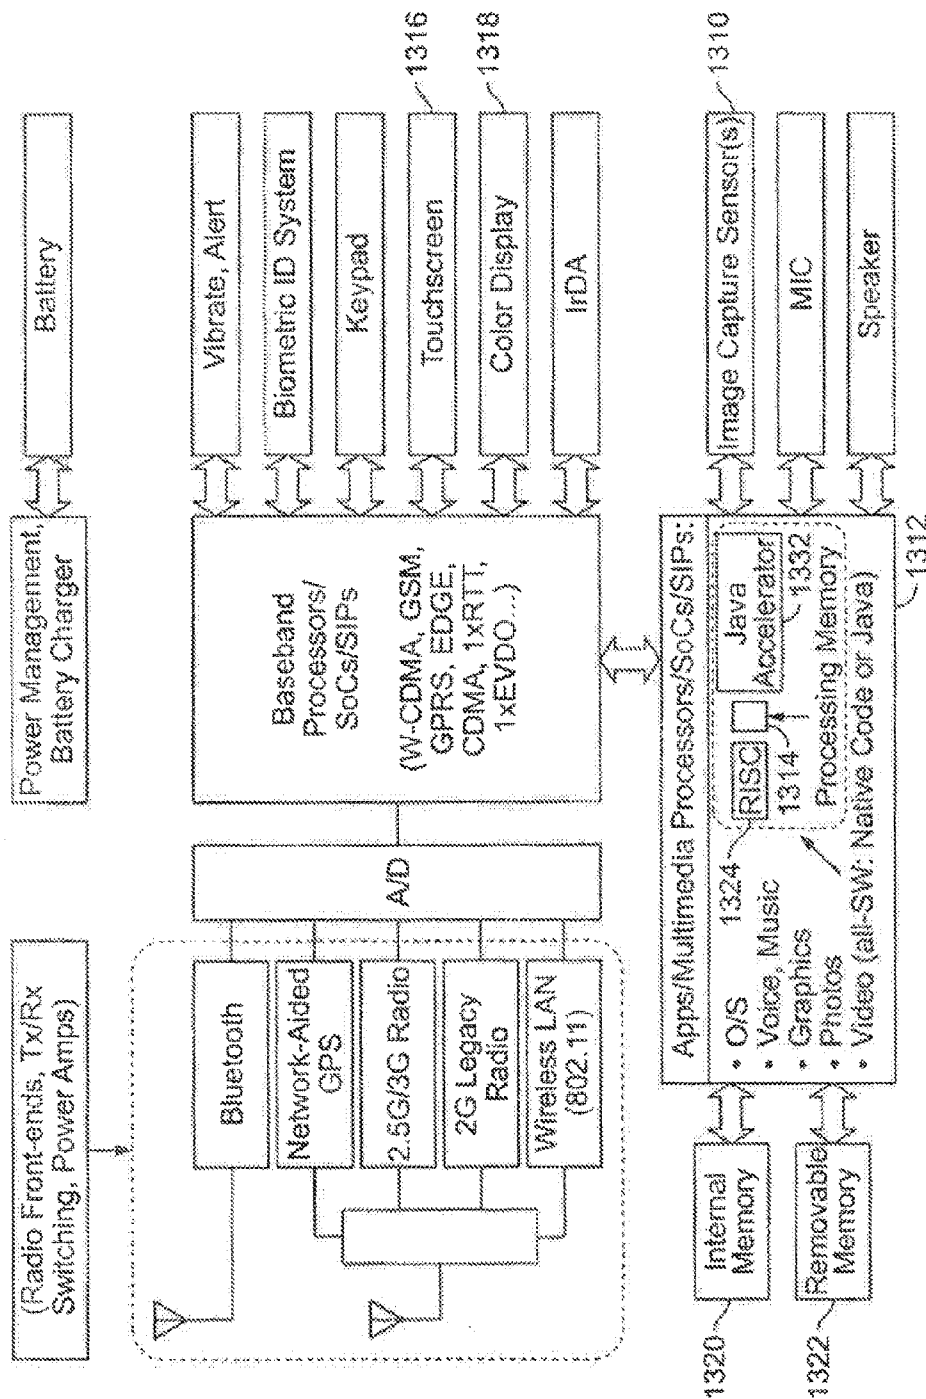 (Radio Front-ends, Tx/Rx
Switching, Power Amps)
Power Management,
Battery Charger
Battery
Bluetooth
Network-Aided
GPS
2.5G/3G Radio
2G Legacy
Radio
Wireless LAN
(802.11)
A/D
Baseband
Processors/
SoCs/SIPs
(W-CDMA, GSM,
GPRS, EDGE,
CDMA, 1xRTT,
1xEVDO...)
Vibrate, Alert
Biometric ID System
Keypad
Touchscreen
1316
Color Display
1318
IrDA
Internal
Memory
1320
Removable
Memory
1322
Apps/Multimedia Processors/SoCs/SIPs:
• O/S
• Voice, Music
• Graphics
• Photos
• Video (all-SW: Native Code or Java)
1324
RISC
1314
Java
Accelerator
1332
Processing Memory
1312
Image Capture Sensor(s)
1310
MIC
Speaker